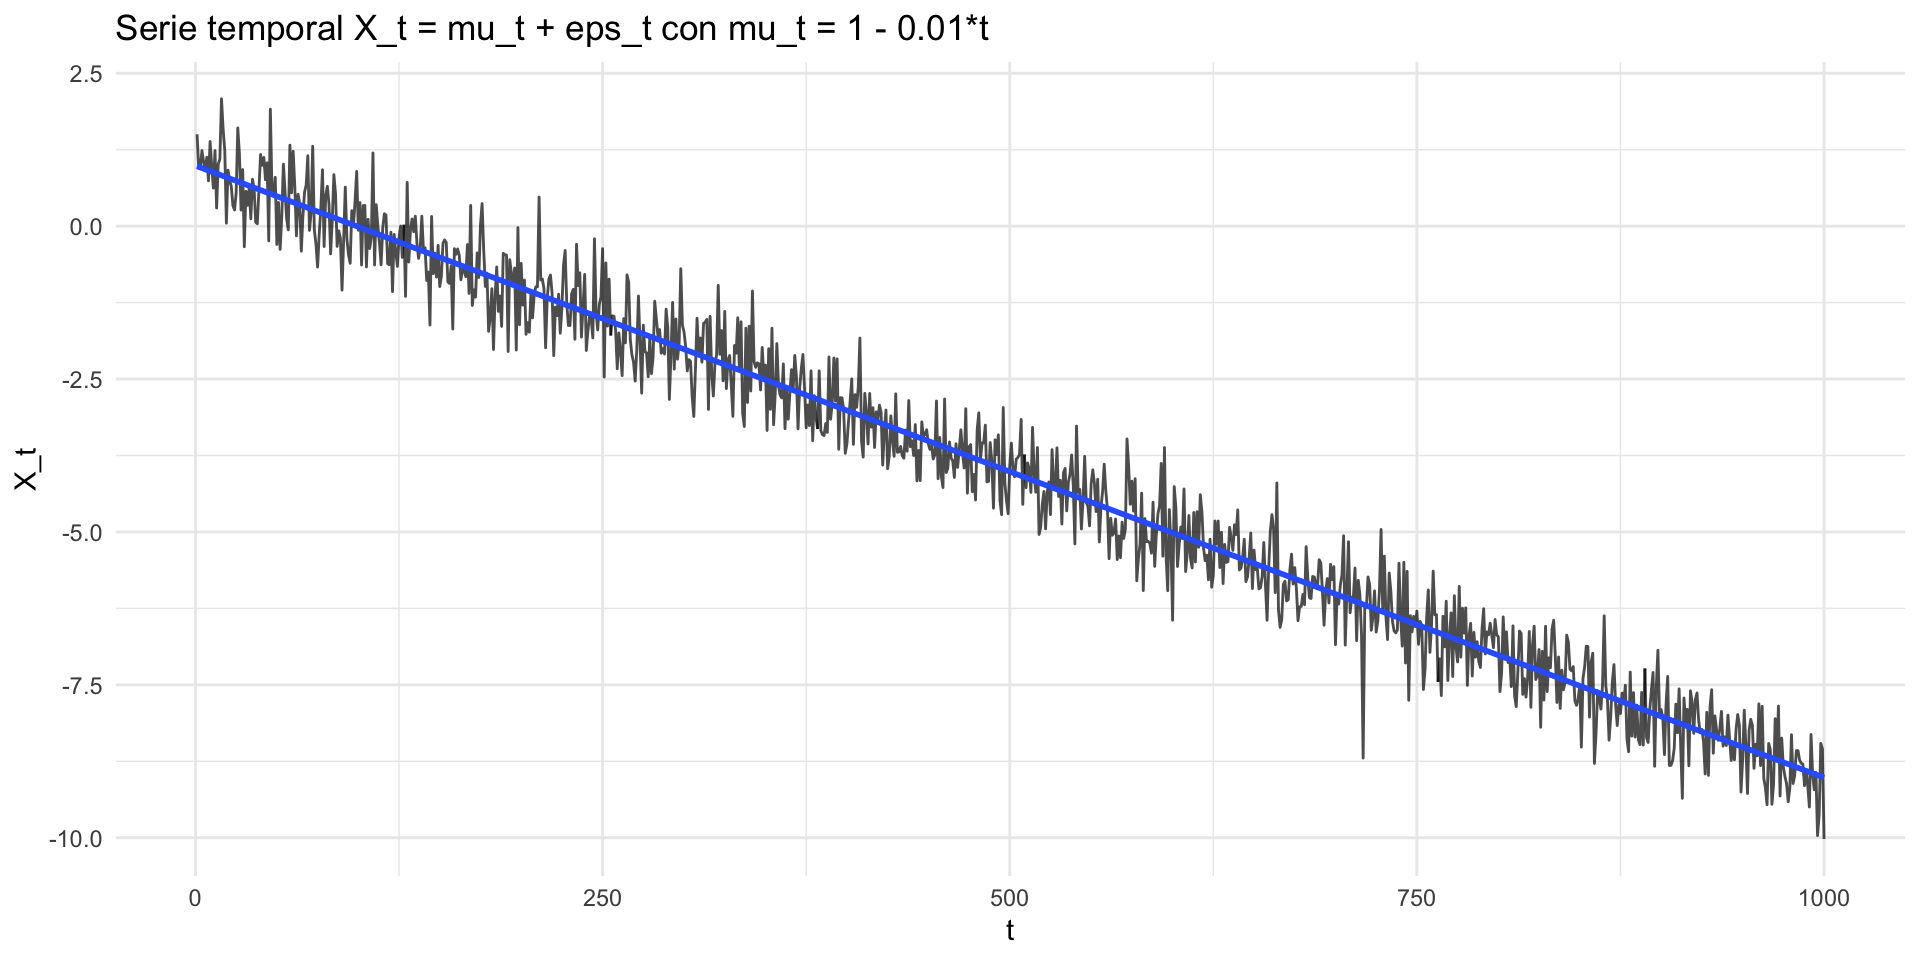 Serie temporal X_t = mu_t + eps_t con mu_t = 1 - 0.01*t
2.5
0.0
-2.5
-5.0
-7.5
-10.0
X_t
0 250 500 750 1000
t